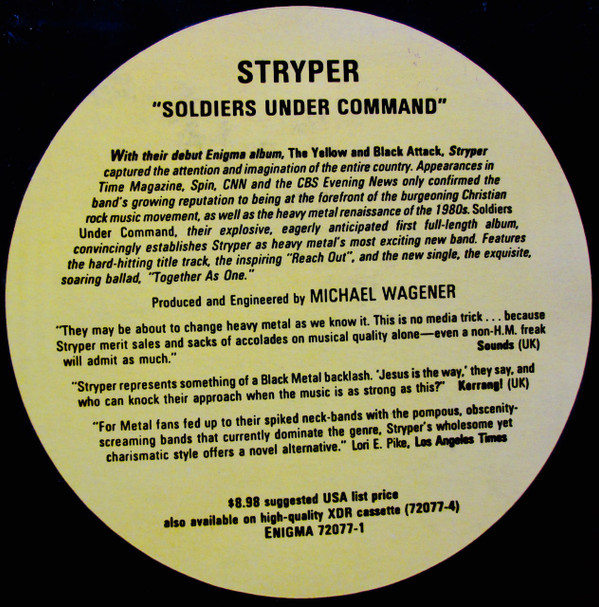 STRYPER
"SOLDIERS UNDER COMMAND"
With their debut Enigma album, The Yellow and Black Attack, Stryper
captured the attention and imagination of the entire country. Appearances in
Time Magazine, Spin, CNN and the CBS Evening News only confirmed the
band's growing reputation to being at the forefront of the burgeoning Christian
rock music movement, as well as the heavy metal renaissance of the 1980s. Soldiers
Under Command, their explosive, eagerly anticipated first full-length album,
convincingly establishes Stryper as heavy metal's most exciting new band. Features
the hard-hitting title track, the inspiring "Reach Out", and the new single, the exquisite,
soaring ballad, "Together As One."
Produced and Engineered by MICHAEL WAGENER
"They may be about to change heavy metal as we know it. This is no media trick . . . because
Stryper merit sales and sacks of accolades on musical quality alone—even a non-H.M. freak
will admit as much." Sounds (UK)
"Stryper represents something of a Black Metal backlash. 'Jesus is the way,' they say, and
who can knock their approach when the music is as strong as this?" Kerrang! (UK)
"For Metal fans fed up to their spiked neck-bands with the pompous, obscenity-
screaming bands that currently dominate the genre, Stryper's wholesome yet
charismatic style offers a novel alternative." Lori E. Pike, Los Angeles Times
$8.98 suggested USA list price
also available on high-quality XDR cassette (72077-4)
ENIGMA 72077-1